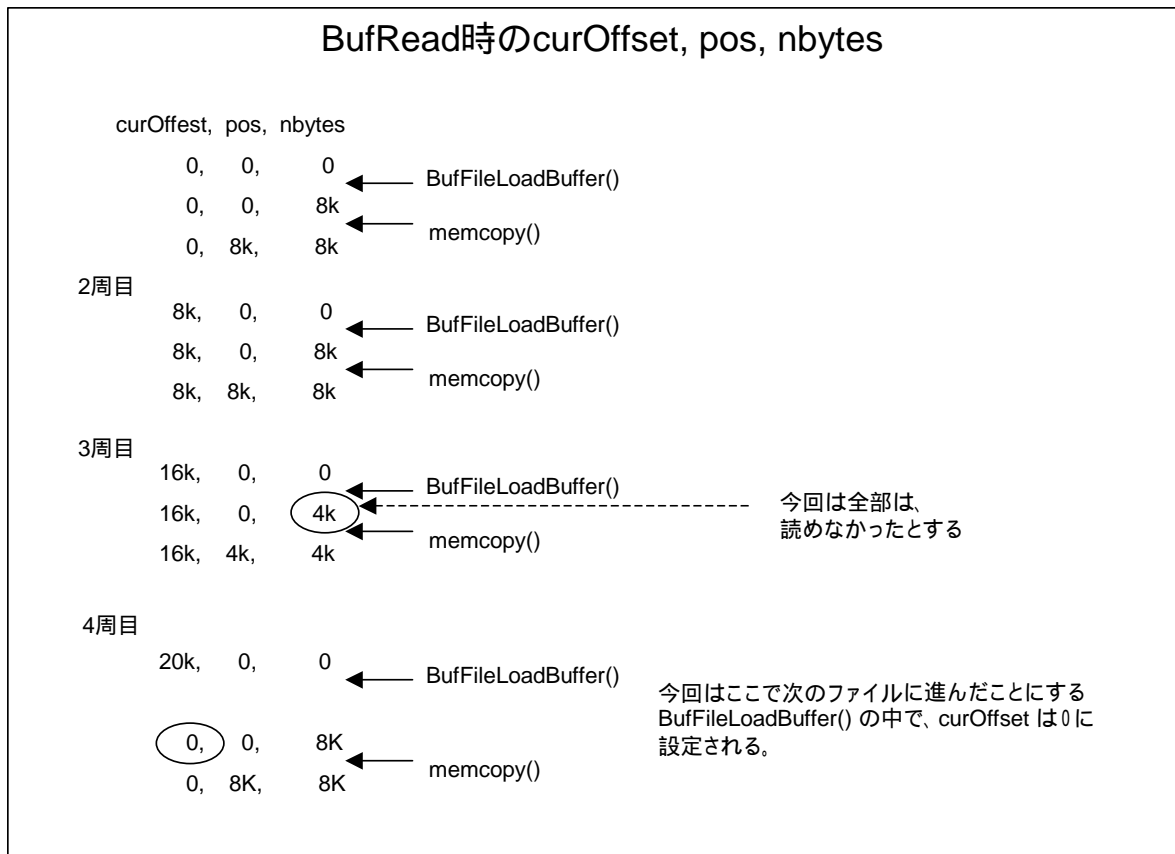 BufRead時のcurOffset, pos, nbytes
curOffest, pos, nbytes
0, 0, 0
BufFileLoadBuffer()
0, 0, 8k
memcopy()
0, 8k, 8k
2周目
8k, 0, 0
BufFileLoadBuffer()
8k, 0, 8k
memcopy()
8k, 8k, 8k
3周目
16k, 0, 0
BufFileLoadBuffer()
16k, 0, 4k
今回は全部は、
読めなかったとする
memcopy()
16k, 4k, 4k
4周目
20k, 0, 0
BufFileLoadBuffer()
今回はここで次のファイルに進んだことにする
BufFileLoadBuffer() の中で、curOffset は0に
設定される。
0, 0, 8K
memcopy()
0, 8K, 8K